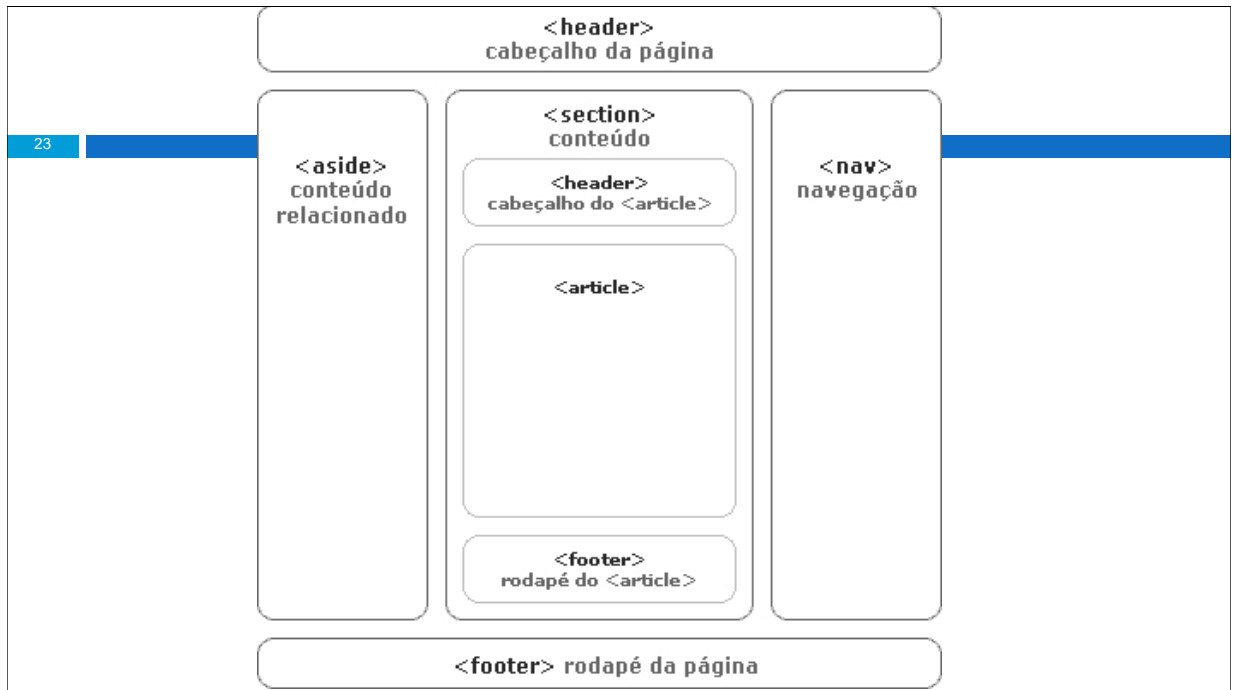 <header>
cabeçalho da página
23
<aside>
conteúdo
relacionado
<section>
conteúdo
<header>
cabeçalho do <article>
<article>
<footer>
rodapé do <article>
<nav>
navegação
<footer> rodapé da página